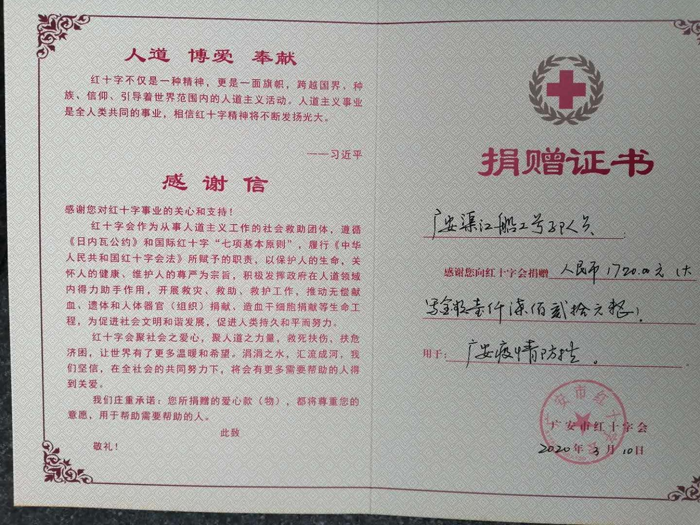 人道 博爱 奉献
红十字不仅是一种精神，更是一面旗帜，跨越国界、种
族、信仰、引导着世界范围内的人道主义活动。人道主义事业
是全人类共同的事业，相信红十字精神将不断发扬光大。
——习近平
感谢信
感谢您对红十字事业的关心和支持！
红十字会作为从事人道主义工作的社会救助团体，遵循
《日内瓦公约》和国际红十字“七项基本原则”，履行《中华
人民共和国红十字会法》所赋予的职责，以保护人的生命，关
怀人的健康、维护人的尊严为宗旨，积极发挥政府在人道领域
内得力助手作用，开展救灾、救助、救护工作，推动无偿献
血、遗体和人体器官（组织）捐献、造血干细胞捐献等生命工
程，为促进社会文明和谐发展，促进人类持久和平而努力。
红十字会聚社会之爱心，聚人道之力量，救死扶伤，扶危
济困，让世界有了更多温暖和希望。涓涓之水，汇流成河。我
们坚信，在全社会的共同努力下，将会有更多需要帮助的人得
到关爱。
我们庄重承诺：您所捐赠的爱心款（物），都将尊重您的
意愿，用于帮助需要帮助的人。
此致
敬礼！
捐赠证书
广安渠江船工号子队人员：
感谢您向红十字会捐赠 人民币1720.00元（大
写金额壹仟柒佰贰拾元整）
用于：广安疫情防控。
广安市红十字会
广安市红十字会
2020年3月10日